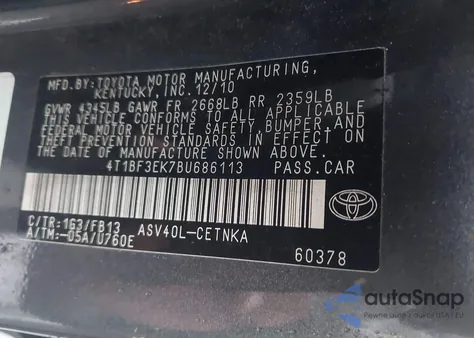 MFD.BY:TOYOTA MOTOR MANUFACTURING,
KENTUCKY, INC. 12/10
GVWR 4345LB GAWR FR 2668LB RR 2359LB
THIS VEHICLE CONFORMS TO ALL APPLICABLE
FEDERAL MOTOR VEHICLE SAFETY, BUMPER, AND
THEFT PREVENTION STANDARDS IN EFFECT ON
THE DATE OF MANUFACTURE SHOWN ABOVE.
4T1BF3EK7BU686113 PASS.CAR
C/TR:1G3/FB13 ASV40L-CETNKA
A/TM:-05A/U760E
60378
autoSnap